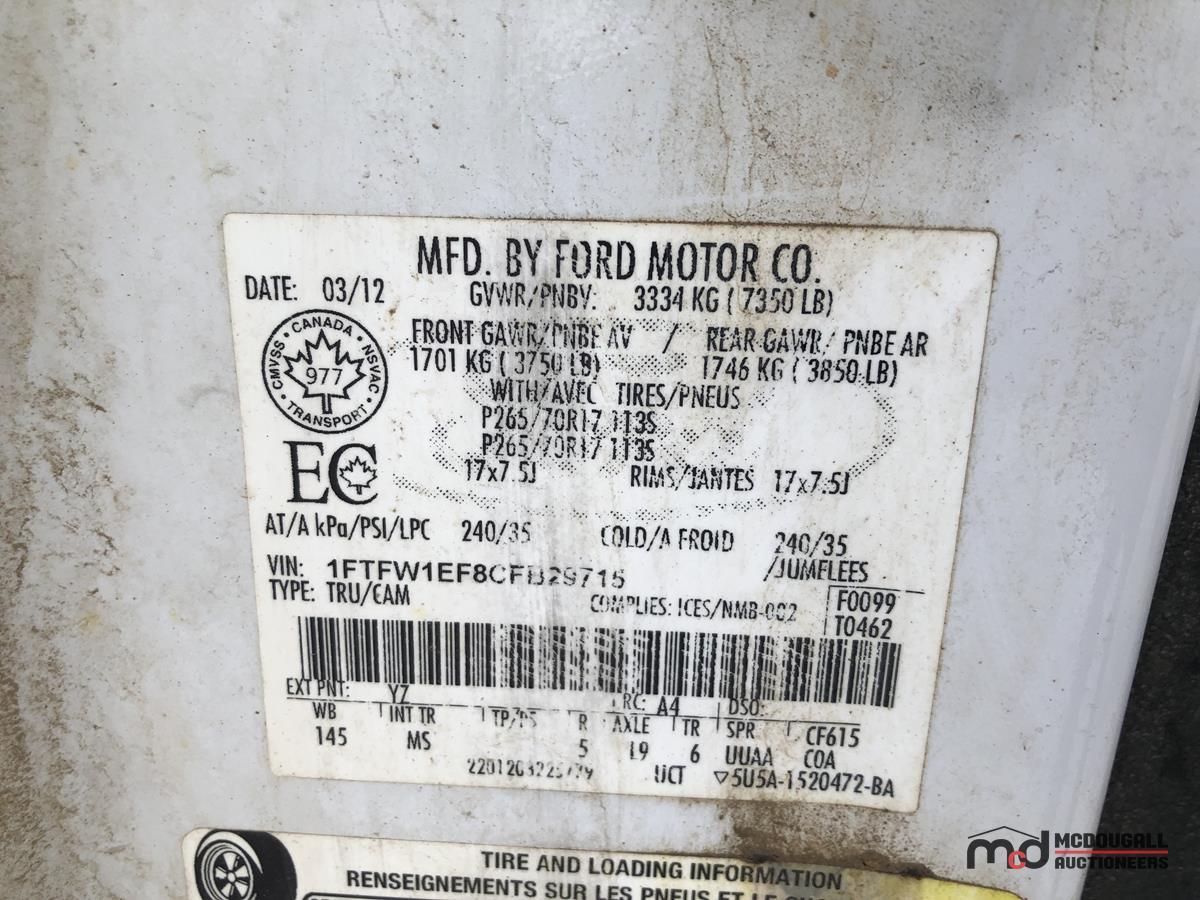 MFD. BY FORD MOTOR CO.
DATE: 03/12 GVWR/PNBV: 3334 KG ( 7350 LB)
FRONT GAWR/PNBE AV / REAR GAWR/ PNBE AR
1701 KG ( 3750 LB) 1746 KG ( 3850 LB)
WITH/AVEC TIRES/PNEUS
P265/70R17 113S
P265/70R17 113S
17x7.5J RIMS/JANTES 17x7.5J
CMVSS • CANADA • NSVAC • TRANSPORT •
977
EC
AT/A kPa/PSI/LPC 240/35 COLD/A FROID 240/35
/JUMELEES
VIN: 1FTFW1EF8CFB29715
TYPE: TRU/CAM COMPLIES: ICES/NMB-002
F0099
T0462
EXT PNT: YZ RC: A4 DSO:
WB INT TR TP/PS R AXLE TR SPR CF615
145 MS 5 19 6 UUAA COA
UCT ▽5U5A-1520472-BA
TIRE AND LOADING INFORMATION
RENSEIGNEMENTS SUR LES PNEUS ET LE
mcd MCDOUGALL
AUCTIONEERS